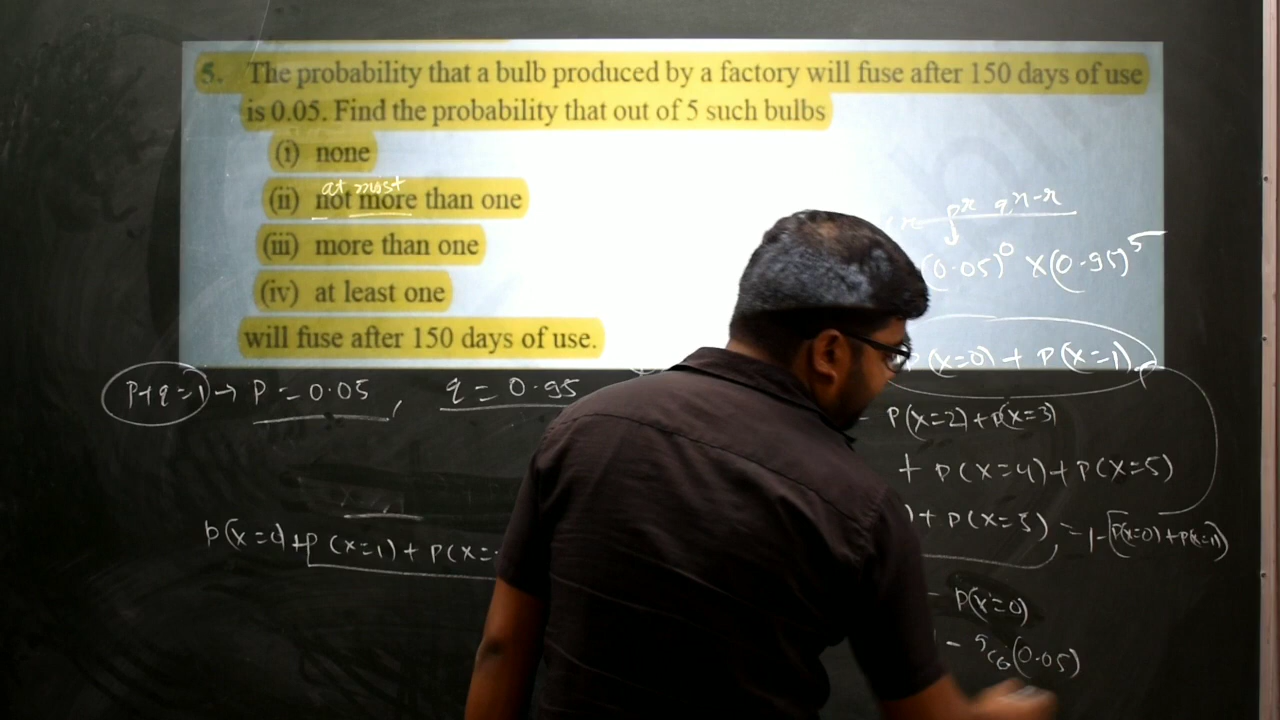 5. The probability that a bulb produced by a factory will fuse after 150 days of use
is 0.05. Find the probability that out of 5 such bulbs
(i) none
at most
(ii) not more than one
(iii) more than one
(iv) at least one
will fuse after 150 days of use.
(0.05)⁰ × (0.95)⁵
P(x=0) + P(x=1)
P+q=1 → P = 0.05, q = 0.95
P(x=2) + P(x=3)
+ P(x=4) + P(x=5)
) + P(x=5) = 1 - [P(x=0) + P(x=1)]
P(x=0) + P(x=1) + P(x=
- P(x=0)
- ⁵C₀ (0.05)